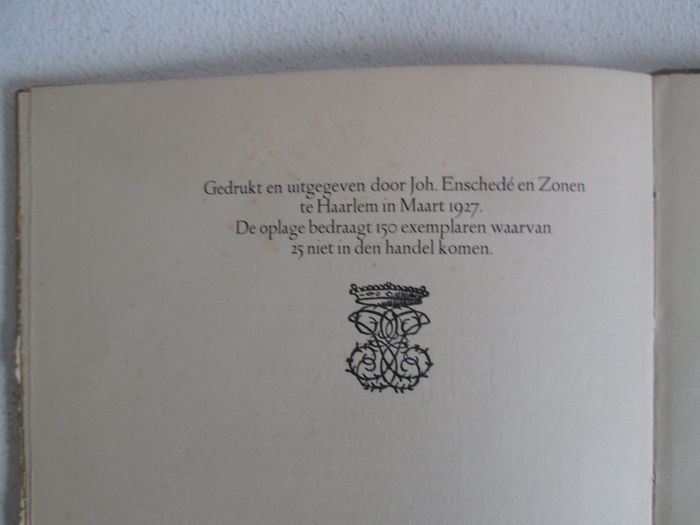 Gedrukt en uitgegeven door Joh. Enschedé en Zonen
te Haarlem in Maart 1927.
De oplage bedraagt 150 exemplaren waarvan
25 niet in den handel komen.